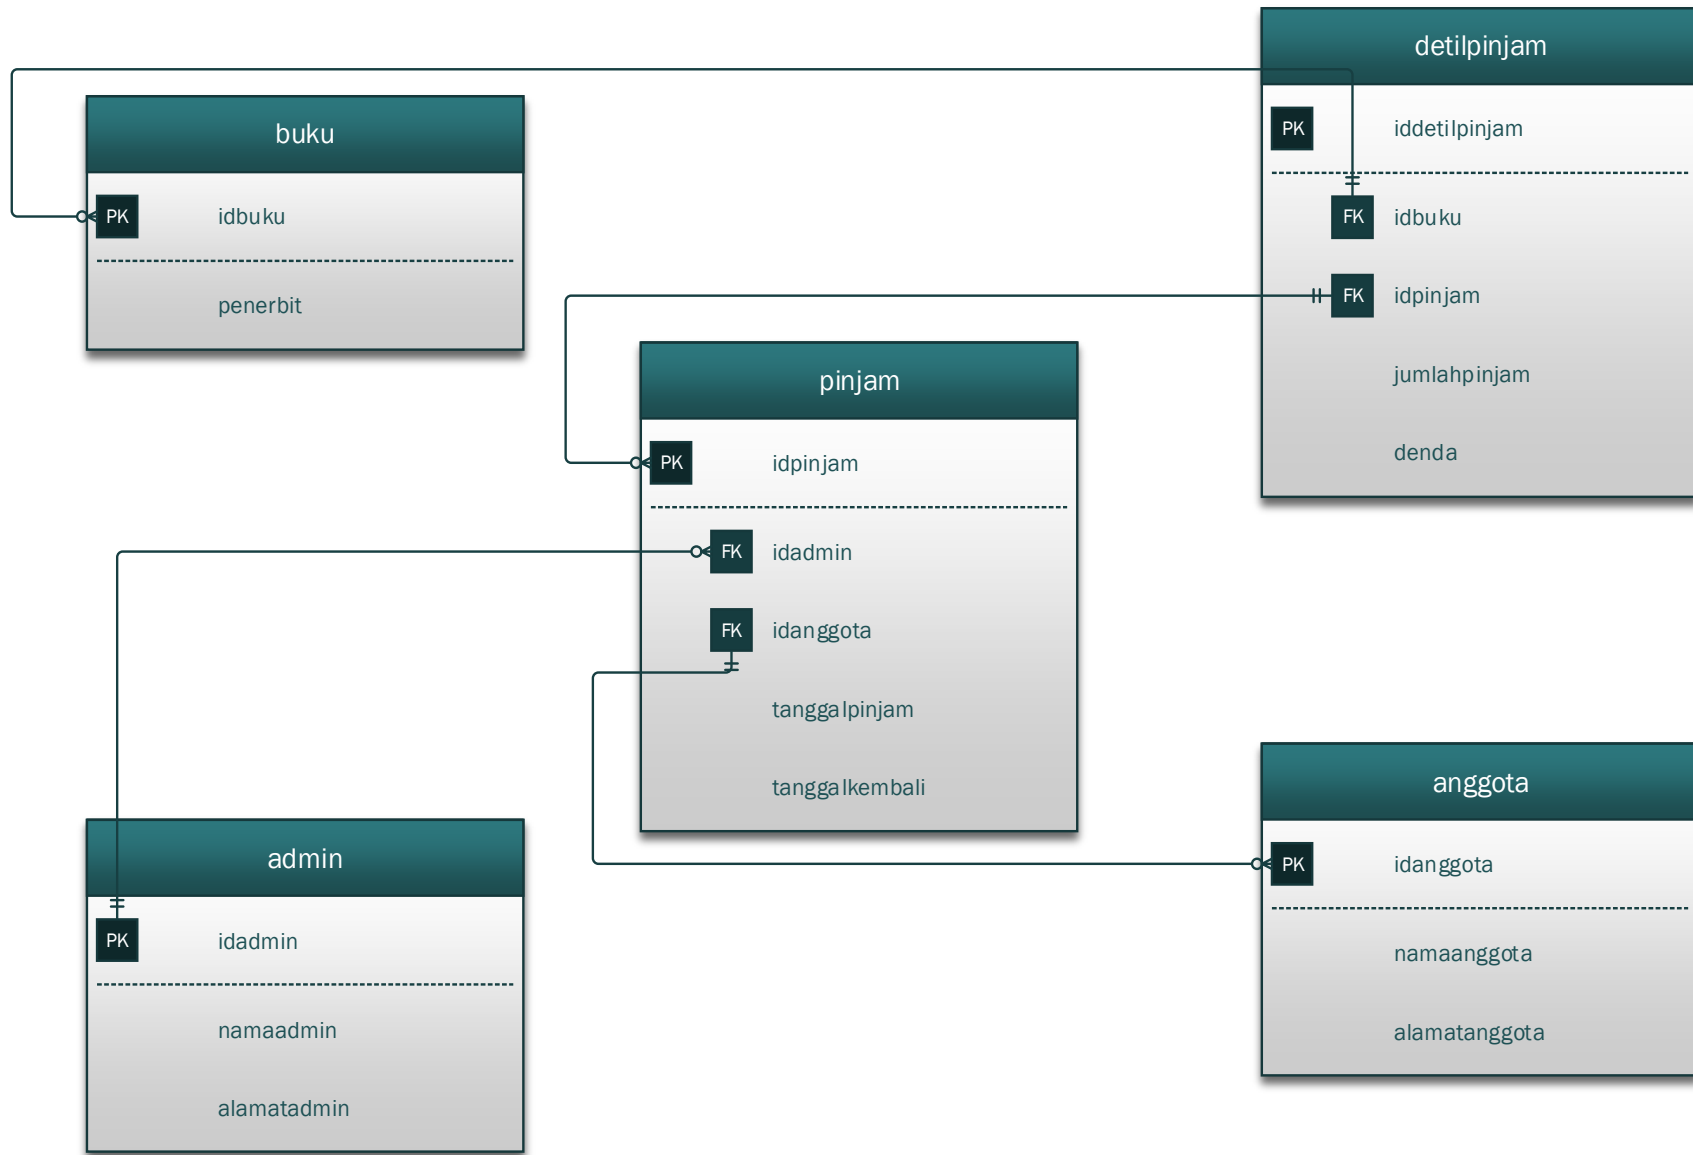 detilpinjam
PK iddetilpinjam
FK idbuku
FK idpinjam
jumlahpinjam
denda
buku
PK idbuku
penerbit
pinjam
PK idpinjam
FK idadmin
FK idanggota
tanggalpinjam
tanggalkembali
admin
PK idadmin
namaadmin
alamatadmin
anggota
PK idanggota
namaanggota
alamatanggota